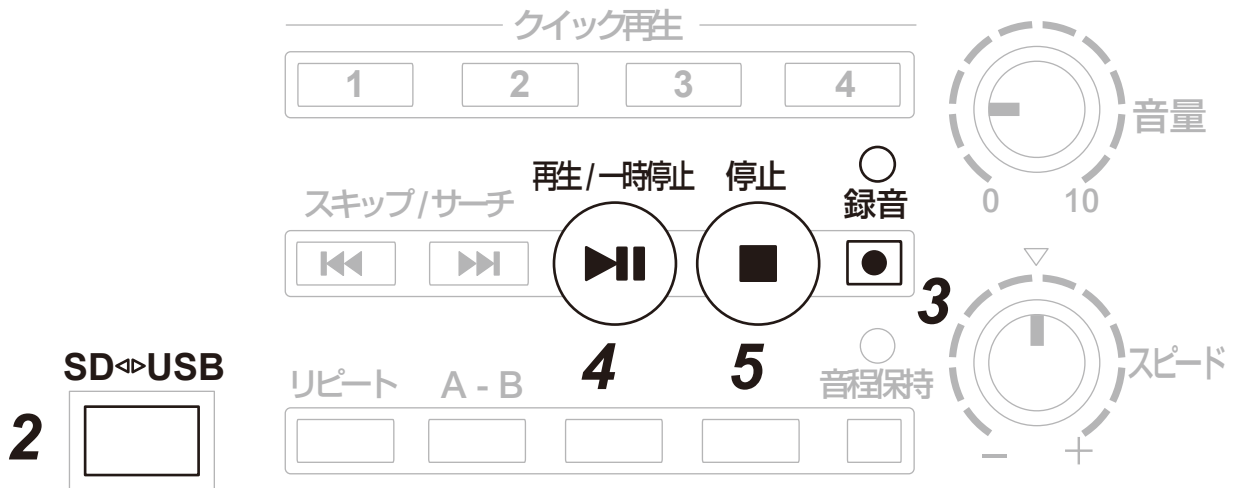 クイック再生
1 2 3 4
音量
0 10
スキップ/サーチ 再生/一時停止 停止 録音
3
4 5
SD⊲⊳USB
2
リピート A - B 音程保持
スピード
− +